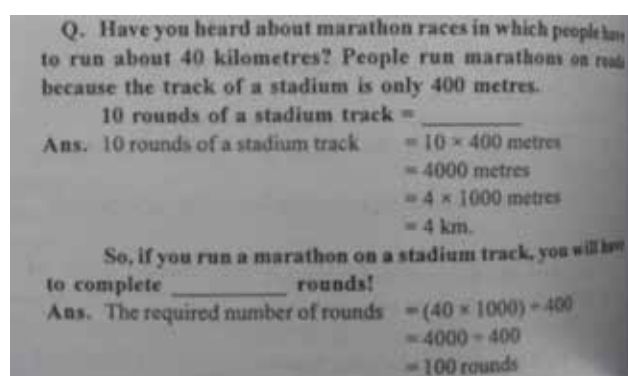 Q. Have you heard about marathon races in which people have
to run about 40 kilometres? People run marathons on roads
because the track of a stadium is only 400 metres.
10 rounds of a stadium track = ________
Ans. 10 rounds of a stadium track = 10 × 400 metres
= 4000 metres
= 4 × 1000 metres
= 4 km.
So, if you run a marathon on a stadium track, you will have
to complete ________ rounds!
Ans. The required number of rounds = (40 × 1000) ÷ 400
= 4000 ÷ 400
= 100 rounds